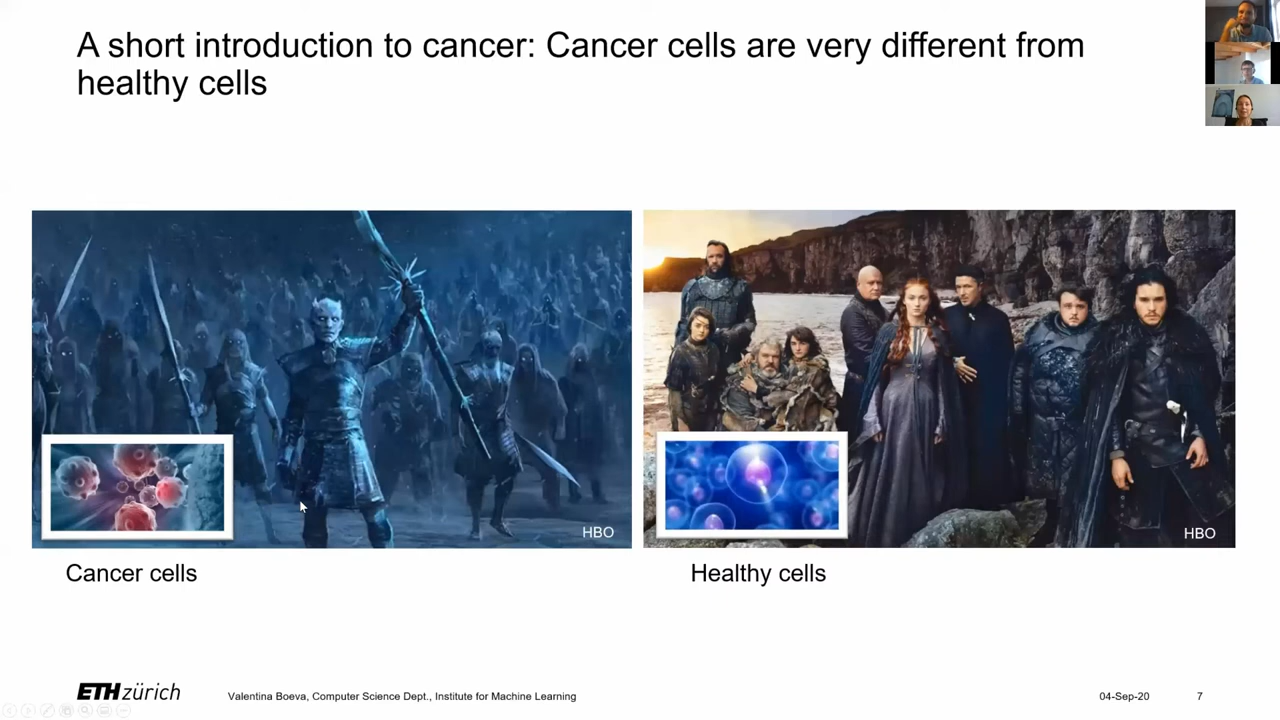 A short introduction to cancer: Cancer cells are very different from
healthy cells
HBO
HBO
Cancer cells
Healthy cells
ETH zürich
Valentina Boeva, Computer Science Dept., Institute for Machine Learning
04-Sep-20
7